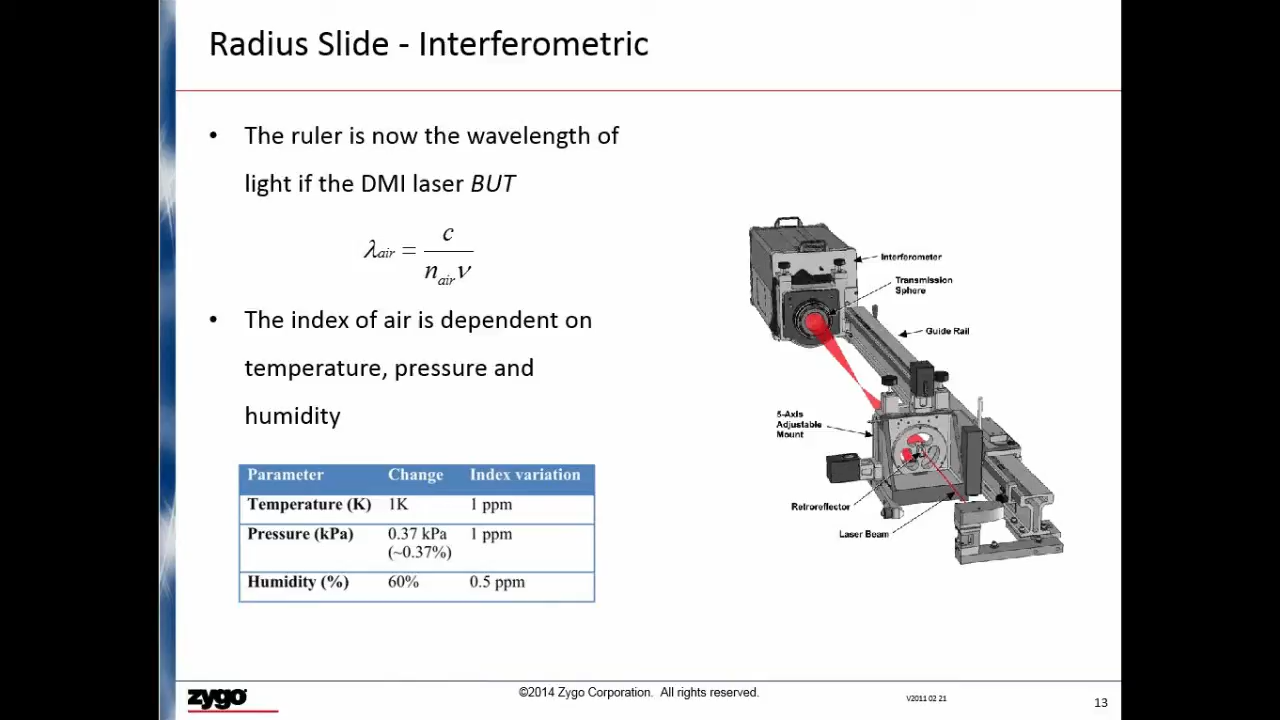 Radius Slide - Interferometric
• The ruler is now the wavelength of
light if the DMI laser BUT
λair = c / nair ν
• The index of air is dependent on
temperature, pressure and
humidity
Parameter Change Index variation
Temperature (K) 1K 1 ppm
Pressure (kPa) 0.37 kPa 1 ppm
(~0.37%)
Humidity (%) 60% 0.5 ppm
Interferometer
Transmission
Sphere
Guide Rail
5-Axis
Adjustable
Mount
Retroreflector
Laser Beam
zygo
©2014 Zygo Corporation. All rights reserved.
V2011 02 21
13